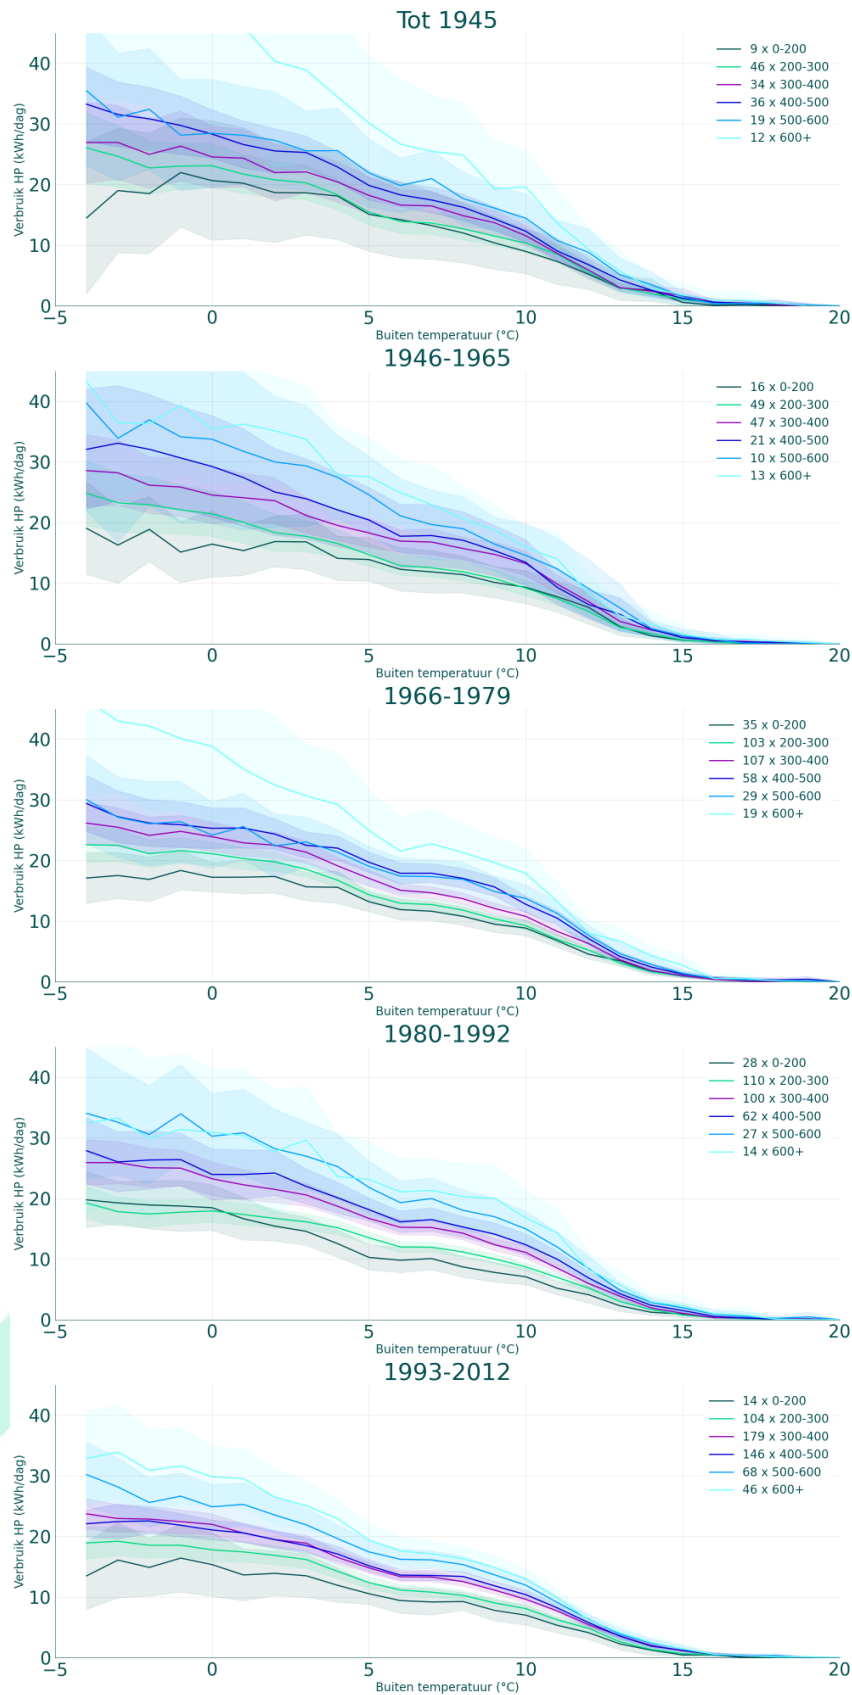 Tot 1945
Verbruik HP (kWh/dag)
40
30
20
10
0
9 x 0-200
46 x 200-300
34 x 300-400
36 x 400-500
19 x 500-600
12 x 600+
−5 0 5 10 15 20
Buiten temperatuur (°C)
1946-1965
Verbruik HP (kWh/dag)
40
30
20
10
0
16 x 0-200
49 x 200-300
47 x 300-400
21 x 400-500
10 x 500-600
13 x 600+
−5 0 5 10 15 20
Buiten temperatuur (°C)
1966-1979
Verbruik HP (kWh/dag)
40
30
20
10
0
35 x 0-200
103 x 200-300
107 x 300-400
58 x 400-500
29 x 500-600
19 x 600+
−5 0 5 10 15 20
Buiten temperatuur (°C)
1980-1992
Verbruik HP (kWh/dag)
40
30
20
10
0
28 x 0-200
110 x 200-300
100 x 300-400
62 x 400-500
27 x 500-600
14 x 600+
−5 0 5 10 15 20
Buiten temperatuur (°C)
1993-2012
Verbruik HP (kWh/dag)
40
30
20
10
0
14 x 0-200
104 x 200-300
179 x 300-400
146 x 400-500
68 x 500-600
46 x 600+
−5 0 5 10 15 20
Buiten temperatuur (°C)